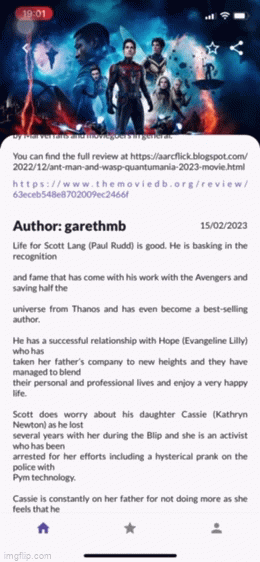 19:01
by Marvel fans and moviegoers in general.
You can find the full review at https://aarcflick.blogspot.com/
2022/12/ant-man-and-wasp-quantumania-2023-movie.html
https://www.themoviedb.org/review/
63eceb548e8702009ec2466f
Author: garethmb 15/02/2023
Life for Scott Lang (Paul Rudd) is good. He is basking in the
recognition
and fame that has come with his work with the Avengers and
saving half the
universe from Thanos and has even become a best-selling
author.
He has a successful relationship with Hope (Evangeline Lilly)
who has
taken her father's company to new heights and they have
managed to blend
their personal and professional lives and enjoy a very happy
life.
Scott does worry about his daughter Cassie (Kathryn
Newton) as he lost
several years with her during the Blip and she is an activist
who has been
arrested for her efforts including a hysterical prank on the
police with
Pym technology.
Cassie is constantly on her father for not doing more as she
feels that he
imgflip.com